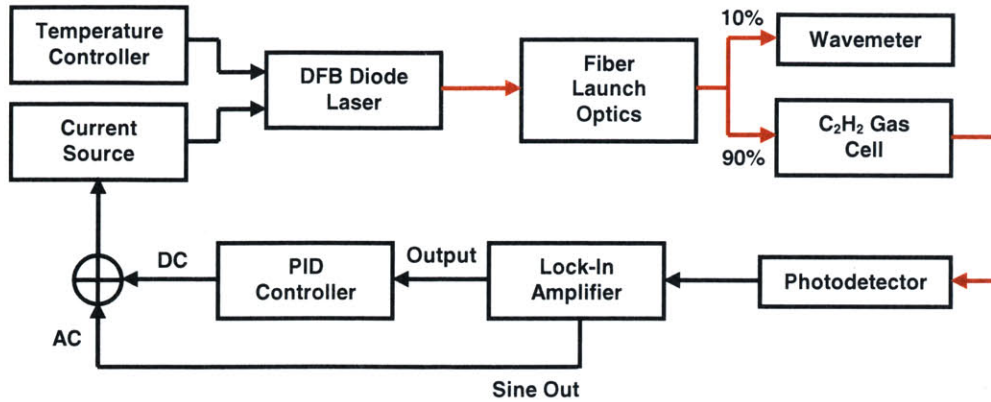 Temperature
Controller
Current
Source
DFB Diode
Laser
Fiber
Launch
Optics
10%
Wavemeter
90%
C₂H₂ Gas
Cell
Photodetector
Lock-In
Amplifier
Output
PID
Controller
DC
AC
Sine Out